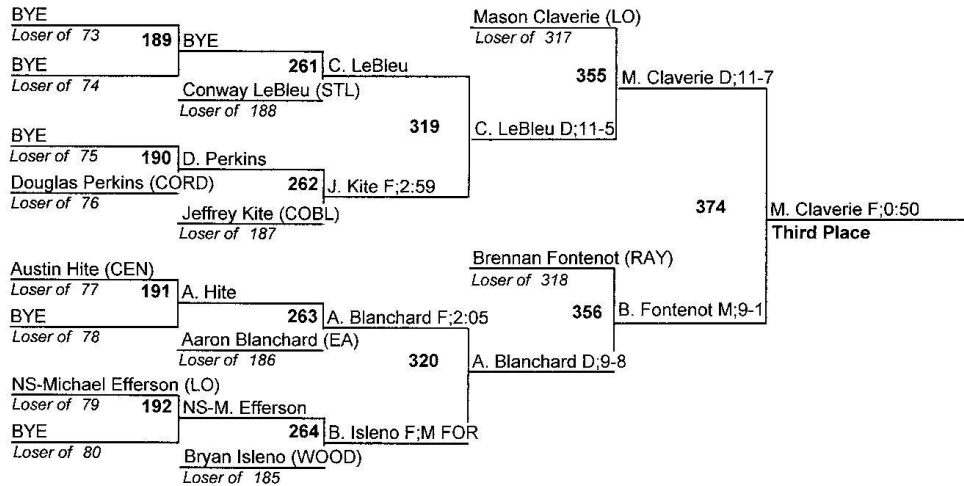 BYE
Loser of 73
189
BYE
BYE
Loser of 74
261
C. LeBleu
Conway LeBleu (STL)
Loser of 188
319
C. LeBleu D;11-5
BYE
Loser of 75
190
D. Perkins
Douglas Perkins (CORD)
Loser of 76
262
J. Kite F;2:59
Jeffrey Kite (COBL)
Loser of 187
Mason Claverie (LO)
Loser of 317
355
M. Claverie D;11-7
374
M. Claverie F;0:50
Third Place
Austin Hite (CEN)
Loser of 77
191
A. Hite
BYE
Loser of 78
263
A. Blanchard F;2:05
Aaron Blanchard (EA)
Loser of 186
320
A. Blanchard D;9-8
NS-Michael Efferson (LO)
Loser of 79
192
NS-M. Efferson
BYE
Loser of 80
264
B. Isleno F;M FOR
Bryan Isleno (WOOD)
Loser of 185
Brennan Fontenot (RAY)
Loser of 318
356
B. Fontenot M;9-1